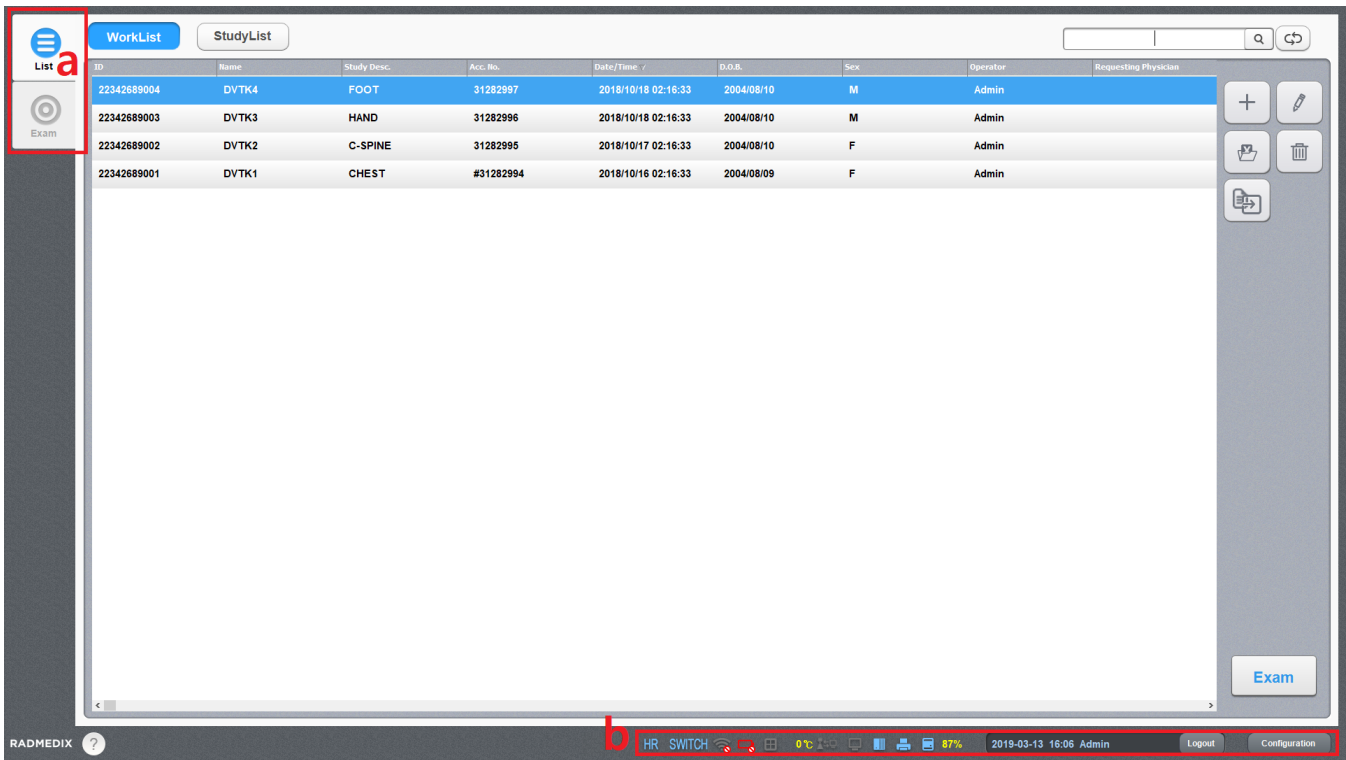 WorkList StudyList
List a
Exam
ID Name Study Desc. Acc. No. Date/Time D.O.B. Sex Operator Requesting Physician
22342689004 DVTK4 FOOT 31282997 2018/10/18 02:16:33 2004/08/10 M Admin
22342689003 DVTK3 HAND 31282996 2018/10/18 02:16:33 2004/08/10 M Admin
22342689002 DVTK2 C-SPINE 31282995 2018/10/17 02:16:33 2004/08/10 F Admin
22342689001 DVTK1 CHEST #31282994 2018/10/16 02:16:33 2004/08/09 F Admin
Exam
RADMEDIX ? b HR SWITCH 0℃ 87% 2019-03-13 16:06 Admin Logout Configuration